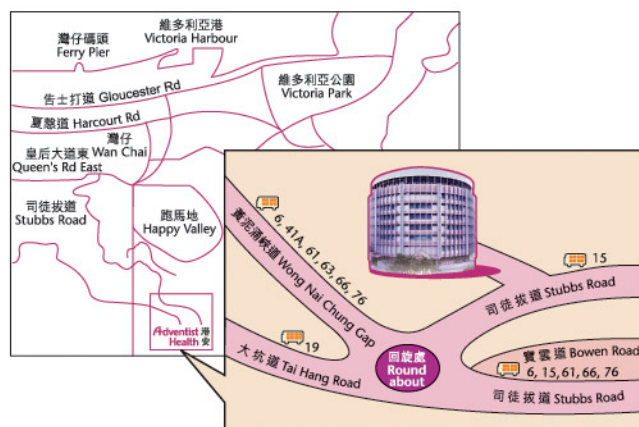 維多利亞港
Victoria Harbour
灣仔碼頭
Ferry Pier
維多利亞公園
Victoria Park
告士打道 Gloucester Rd
夏慤道 Harcourt Rd
灣仔
Wan Chai
皇后大道東
Queen's Rd East
司徒拔道
Stubbs Road
跑馬地
Happy Valley
Adventist 港
Health 安
6, 41A, 61, 63, 66, 76
黃泥涌峽道 Wong Nai Chung Gap
15
司徒拔道 Stubbs Road
19
大坑道 Tai Hang Road
回旋處
Round
about
寶雲道 Bowen Road
6, 15, 61, 66, 76
司徒拔道 Stubbs Road